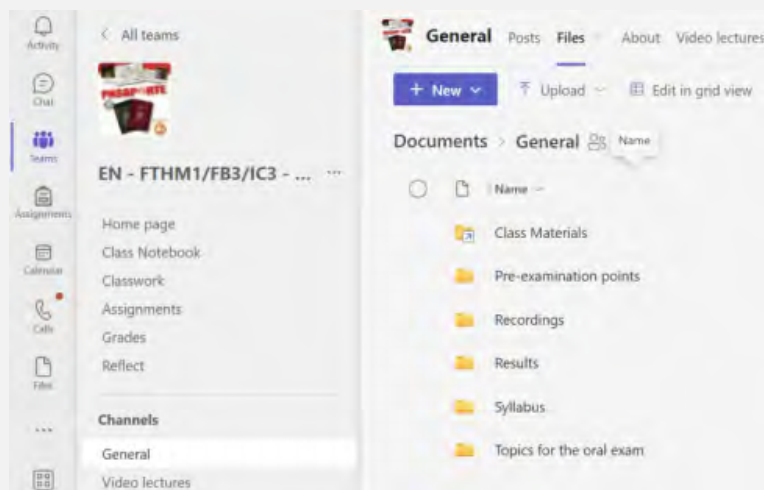 Activity
Chat
Teams
Assignments
Calendar
Calls
Files
...
All teams
PASAPORTE
EN - FTHM1/FB3/IC3 - ... ...
Home page
Class Notebook
Classwork
Assignments
Grades
Reflect
Channels
General
Video lectures
General Posts Files About Video lectures
+ New Upload Edit in grid view
Documents > General Name
Name
Class Materials
Pre-examination points
Recordings
Results
Syllabus
Topics for the oral exam